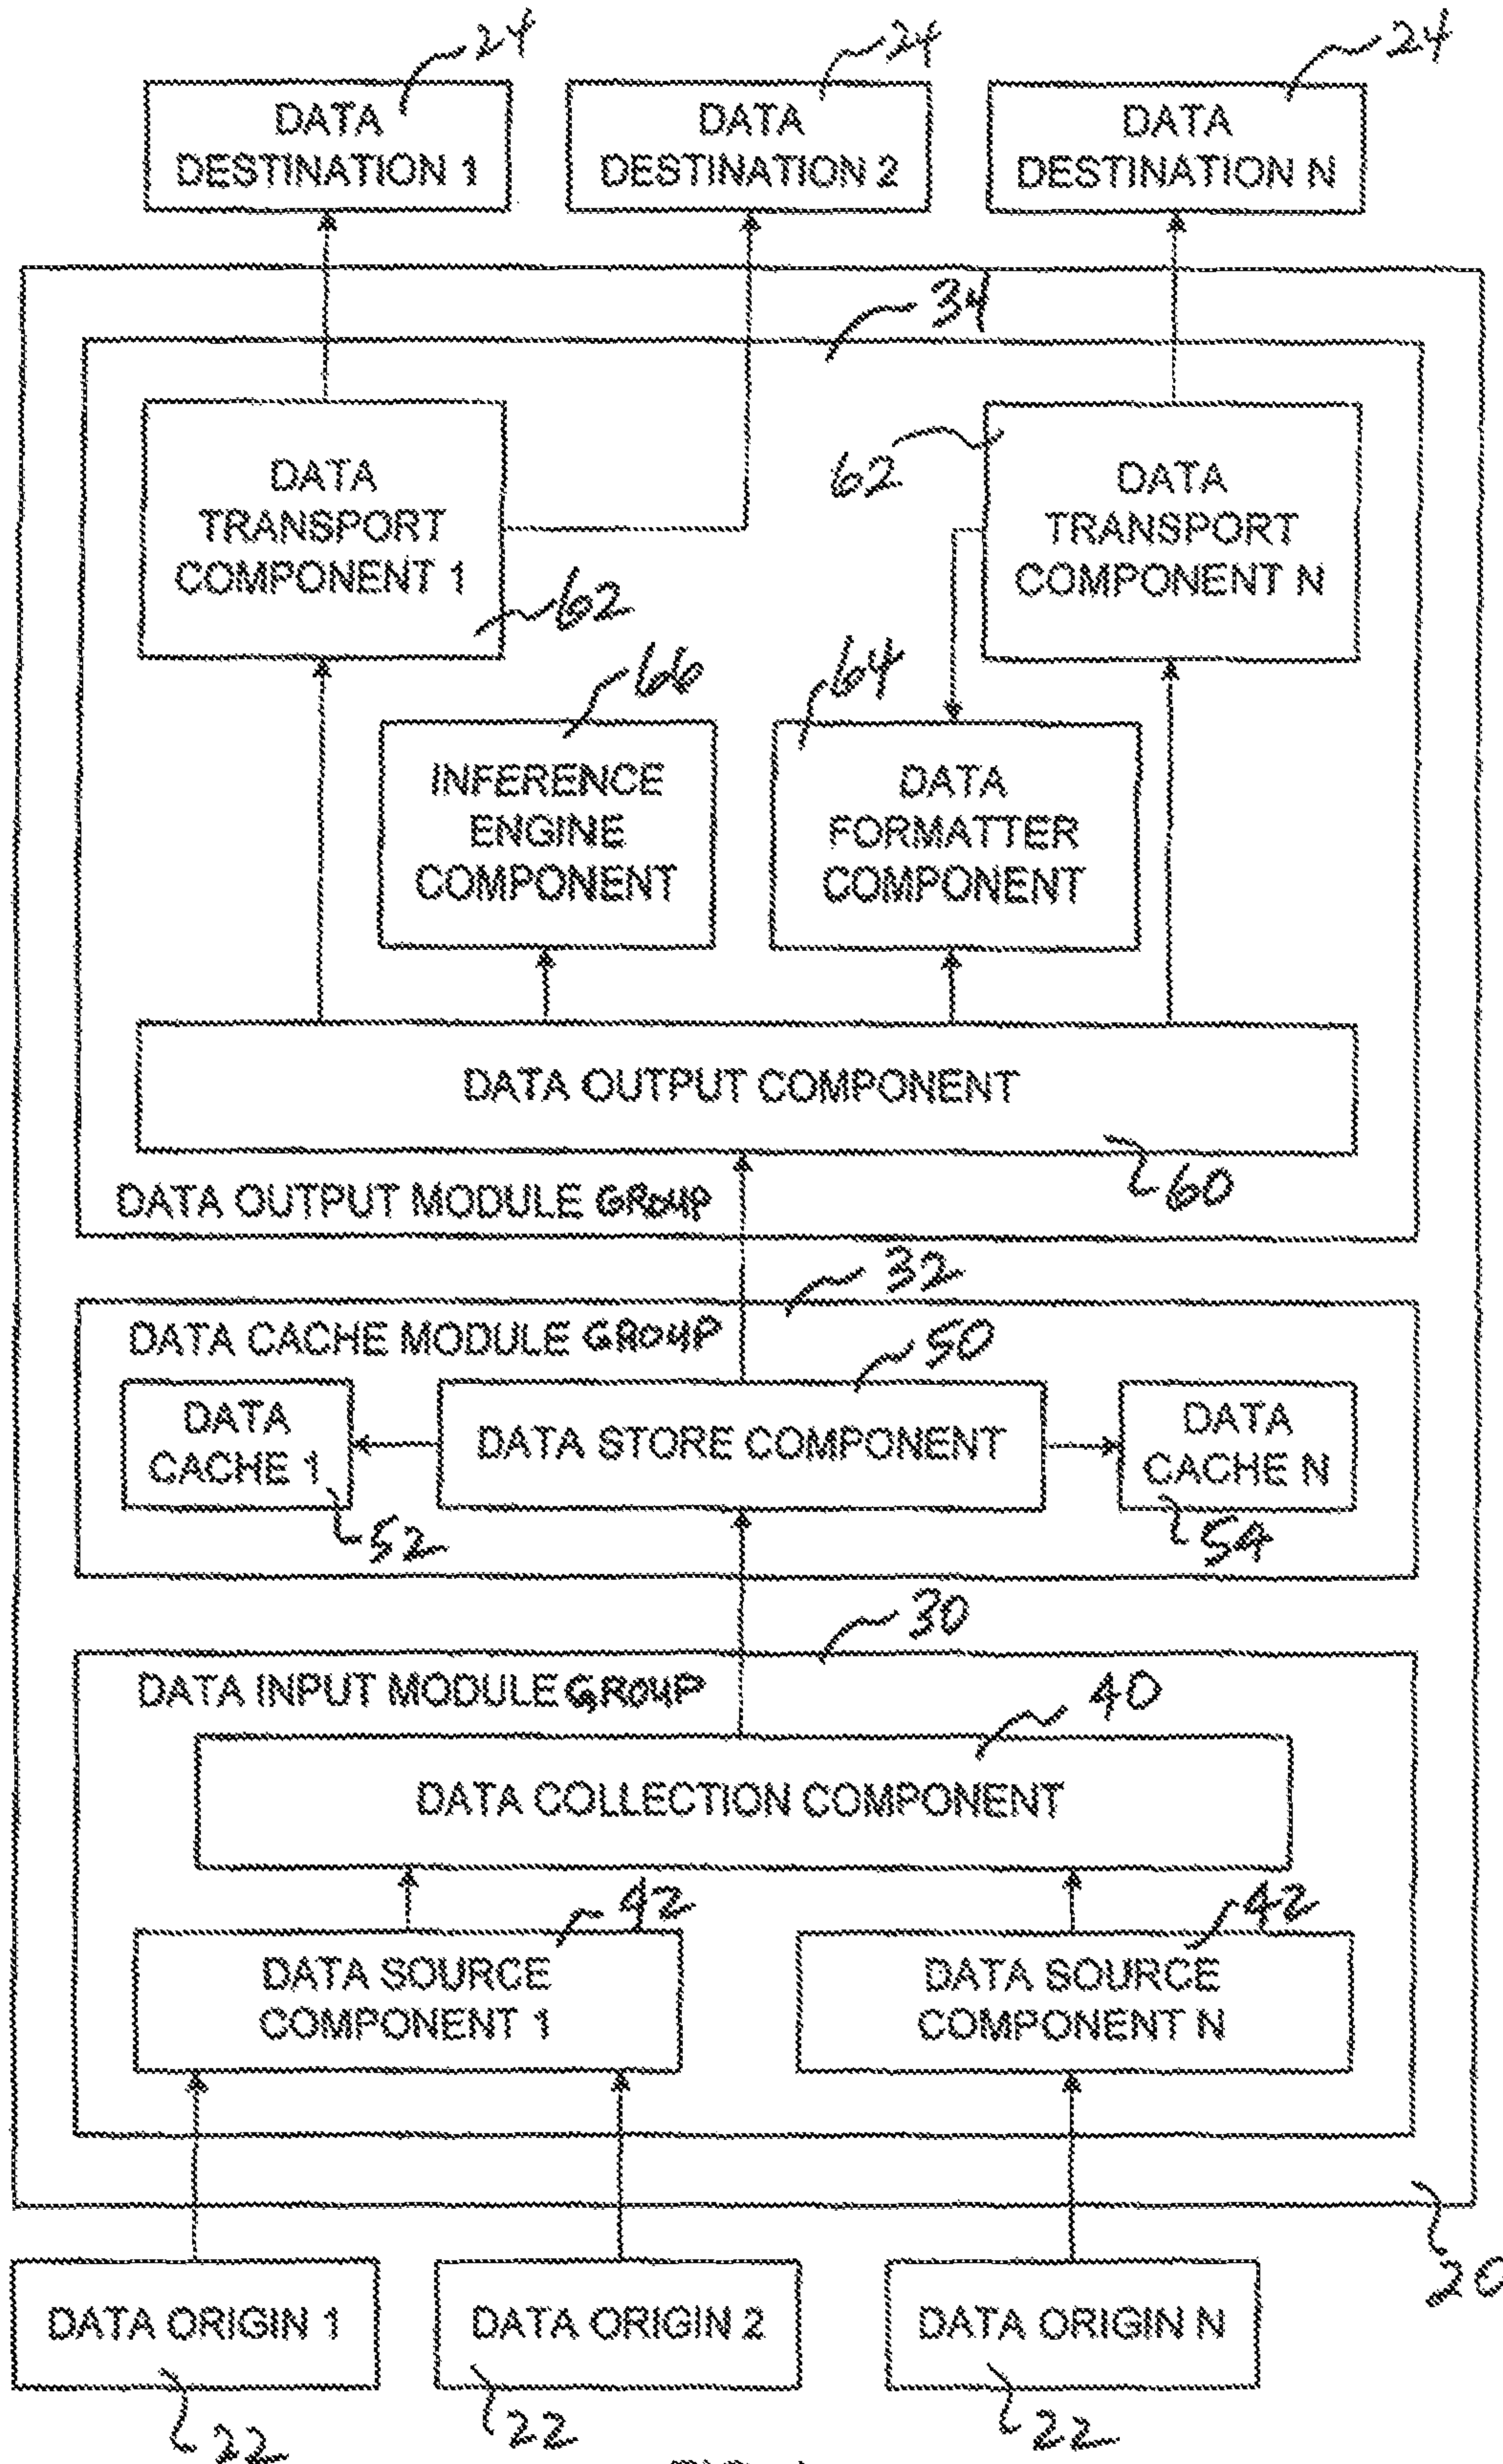 24
24
24
DATA
DESTINATION 1
DATA
DESTINATION 2
DATA
DESTINATION N
34
DATA
TRANSPORT
COMPONENT 1
62
62
DATA
TRANSPORT
COMPONENT N
66
64
INFERENCE
ENGINE
COMPONENT
DATA
FORMATTER
COMPONENT
DATA OUTPUT COMPONENT
60
DATA OUTPUT MODULE GROUP
32
DATA CACHE MODULE GROUP
50
DATA
CACHE 1
DATA STORE COMPONENT
DATA
CACHE N
52
54
30
DATA INPUT MODULE GROUP
40
DATA COLLECTION COMPONENT
42
42
DATA SOURCE
COMPONENT 1
DATA SOURCE
COMPONENT N
20
DATA ORIGIN 1
DATA ORIGIN 2
DATA ORIGIN N
22
22
22